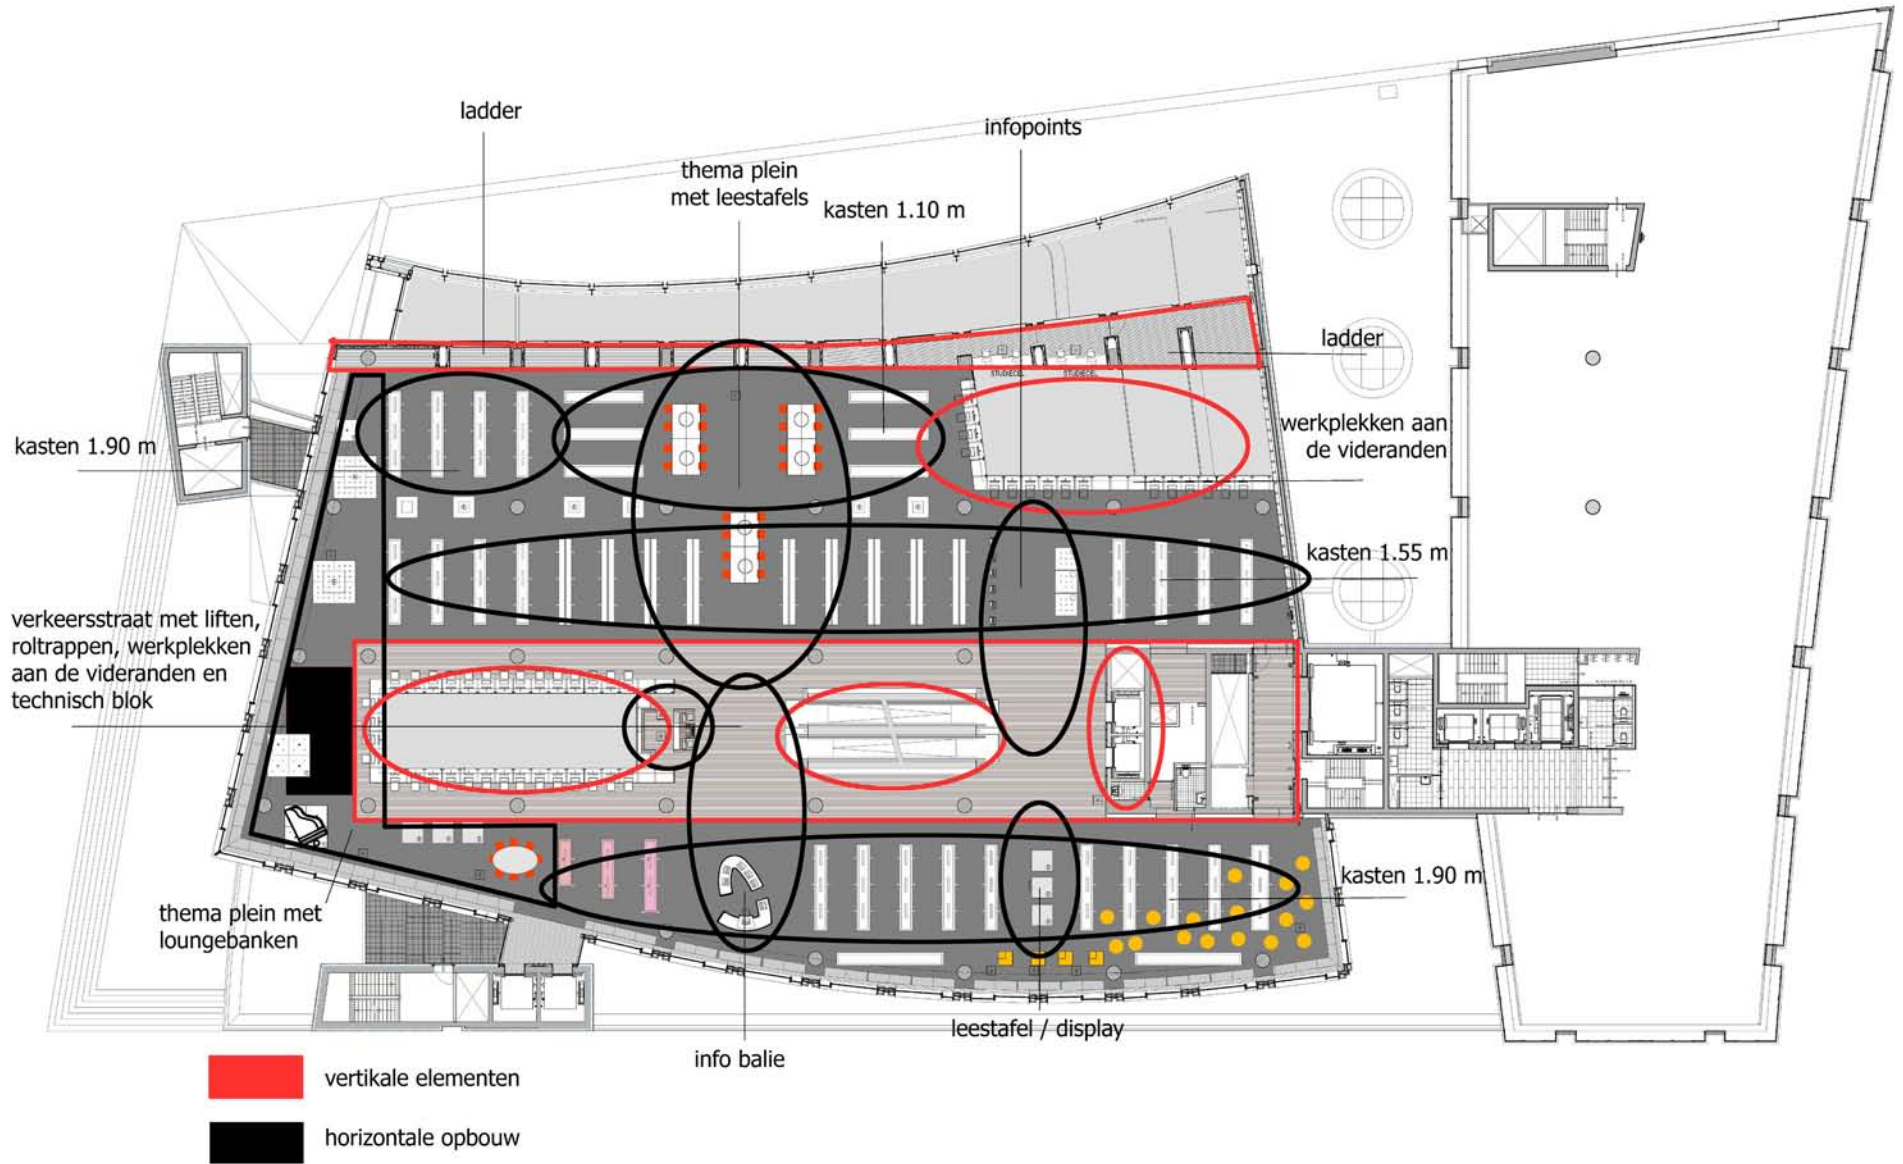 ladder
infopoints
thema plein
met leestafels
kasten 1.10 m
ladder
STUDIECEL
STUDIECEL
werkplekken aan
de videranden
kasten 1.90 m
kasten 1.55 m
verkeersstraat met liften,
roltrappen, werkplekken
aan de videranden en
technisch blok
kasten 1.90 m
thema plein met
loungebanken
leestafel / display
info balie
vertikale elementen
horizontale opbouw